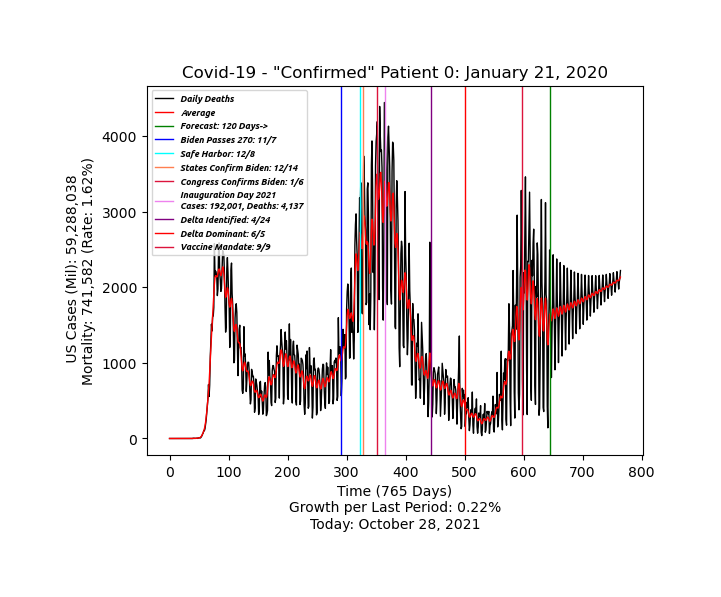 Covid-19 - "Confirmed" Patient 0: January 21, 2020
Daily Deaths
Average
Forecast: 120 Days->
Biden Passes 270: 11/7
Safe Harbor: 12/8
States Confirm Biden: 12/14
Congress Confirms Biden: 1/6
Inauguration Day 2021
Cases: 192,001, Deaths: 4,137
Delta Identified: 4/24
Delta Dominant: 6/5
Vaccine Mandate: 9/9
US Cases (Mil): 59,288,038
Mortality: 741,582 (Rate: 1.62%)
4000
3000
2000
1000
0
0 100 200 300 400 500 600 700 800
Time (765 Days)
Growth per Last Period: 0.22%
Today: October 28, 2021